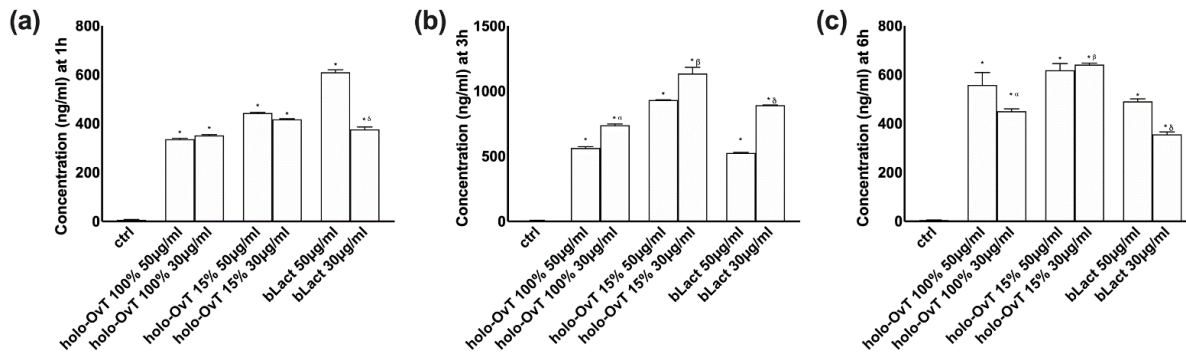 (a)
Concentration (ng/ml) at 1h
800
600
400
200
0
*
*
*
*
*
* δ
ctrl
holo-OvT 100% 50µg/ml
holo-OvT 100% 30µg/ml
holo-OvT 15% 50µg/ml
holo-OvT 15% 30µg/ml
bLact 50µg/ml
bLact 30µg/ml
(b)
Concentration (ng/ml) at 3h
1500
1000
500
0
*
* α
*
* β
*
* δ
ctrl
holo-OvT 100% 50µg/ml
holo-OvT 100% 30µg/ml
holo-OvT 15% 50µg/ml
holo-OvT 15% 30µg/ml
bLact 50µg/ml
bLact 30µg/ml
(c)
Concentration (ng/ml) at 6h
800
600
400
200
0
*
* α
*
* β
*
* δ
ctrl
holo-OvT 100% 50µg/ml
holo-OvT 100% 30µg/ml
holo-OvT 15% 50µg/ml
holo-OvT 15% 30µg/ml
bLact 50µg/ml
bLact 30µg/ml